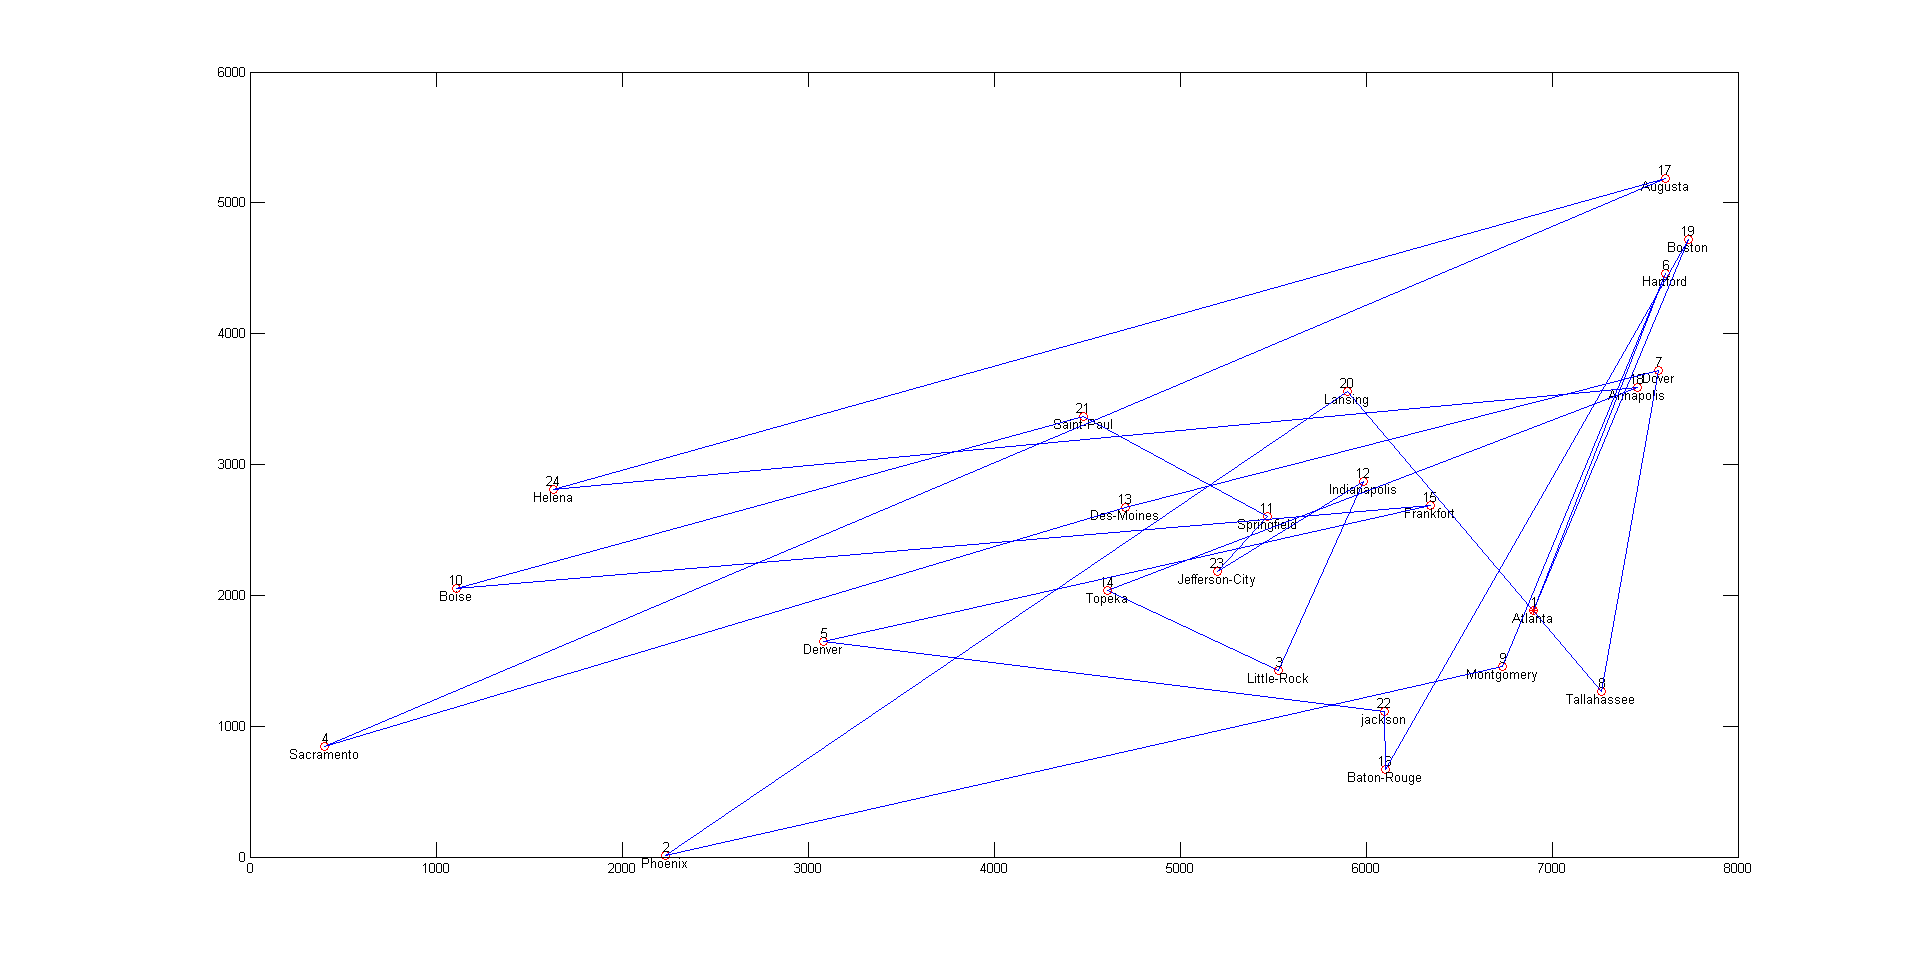 6000
17
5000
Augusta
19
Boston
6
Hartford
4000
7
20
Dover
18
Lansing
Annapolis
21
Saint-Paul
3000
12
24
Indianapolis
Helena
15
13
11
Frankfort
Des-Moines
Springfield
23
10
Jefferson-City
14
2000
Boise
Topeka
1
Atlanta
5
Denver
9
3
Montgomery
Little-Rock
8
Tallahassee
22
1000
jackson
4
Sacramento
16
Baton-Rouge
2
0
Phoenix
0 1000 2000 3000 4000 5000 6000 7000 8000